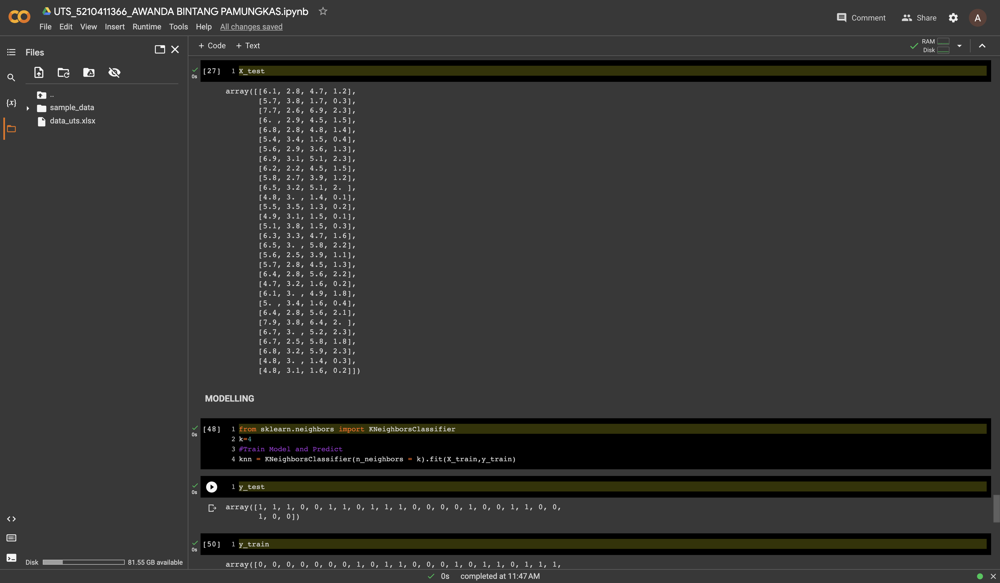 UTS_5210411366_AWANDA BINTANG PAMUNGKAS.ipynb
File Edit View Insert Runtime Tools Help All changes saved
Comment Share A
Files
+ Code + Text
RAM
Disk
..
sample_data
data_uts.xlsx
{x}
0s [27] 1 X_test
array([[6.1, 2.8, 4.7, 1.2],
[5.7, 3.8, 1.7, 0.3],
[7.7, 2.6, 6.9, 2.3],
[6. , 2.9, 4.5, 1.5],
[6.8, 2.8, 4.8, 1.4],
[5.4, 3.4, 1.5, 0.4],
[5.6, 2.9, 3.6, 1.3],
[6.9, 3.1, 5.1, 2.3],
[6.2, 2.2, 4.5, 1.5],
[5.8, 2.7, 3.9, 1.2],
[6.5, 3.2, 5.1, 2. ],
[4.8, 3. , 1.4, 0.1],
[5.5, 3.5, 1.3, 0.2],
[4.9, 3.1, 1.5, 0.1],
[5.1, 3.8, 1.5, 0.3],
[6.3, 3.3, 4.7, 1.6],
[6.5, 3. , 5.8, 2.2],
[5.6, 2.5, 3.9, 1.1],
[5.7, 2.8, 4.5, 1.3],
[6.4, 2.8, 5.6, 2.2],
[4.7, 3.2, 1.6, 0.2],
[6.1, 3. , 4.9, 1.8],
[5. , 3.4, 1.6, 0.4],
[6.4, 2.8, 5.6, 2.1],
[7.9, 3.8, 6.4, 2. ],
[6.7, 3. , 5.2, 2.3],
[6.7, 2.5, 5.8, 1.8],
[6.8, 3.2, 5.9, 2.3],
[4.8, 3. , 1.4, 0.3],
[4.8, 3.1, 1.6, 0.2]])
MODELLING
0s [48] 1 from sklearn.neighbors import KNeighborsClassifier
2 k=4
3 #Train Model and Predict
4 knn = KNeighborsClassifier(n_neighbors = k).fit(X_train,y_train)
0s 1 y_test
array([1, 1, 1, 0, 0, 1, 1, 0, 1, 1, 1, 0, 0, 0, 0, 1, 0, 0, 1, 1, 0, 0,
1, 0, 0])
0s [50] 1 y_train
array([0, 0, 0, 0, 0, 0, 0, 1, 0, 1, 1, 0, 0, 0, 1, 0, 1, 1, 0, 1, 1, 1,
Disk 81.55 GB available
0s completed at 11:47 AM